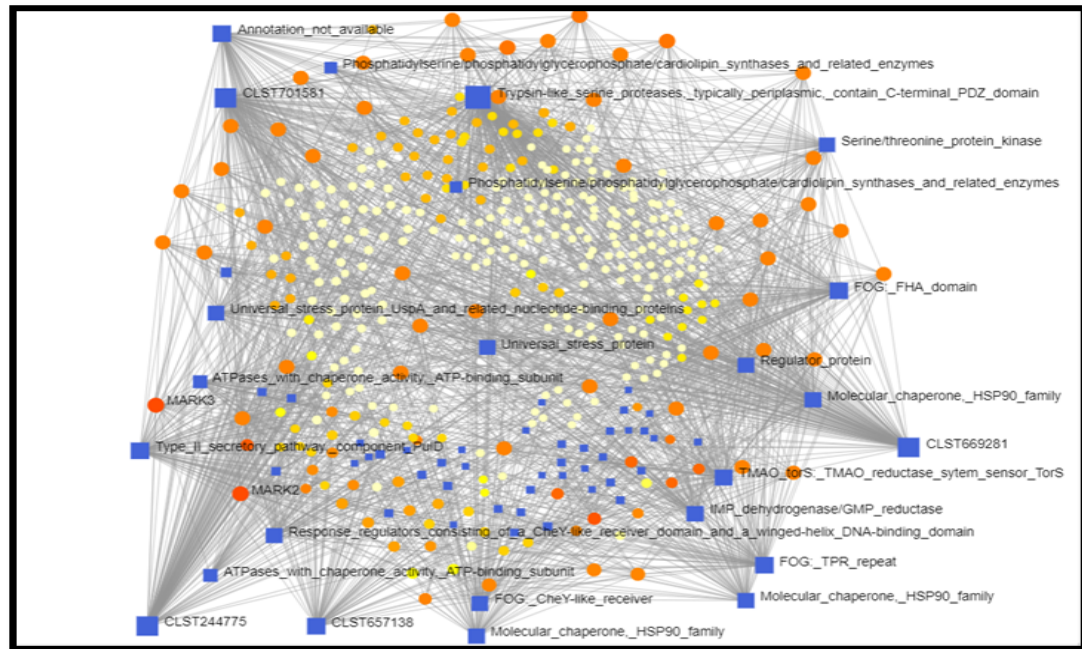 Annotation_not_available
Phosphatidylserine/phosphatidylglycerophosphate/cardiolipin_synthases_and_related_enzymes
CLST701581
Trypsin-like_serine_proteases,_typically_periplasmic,_contain_C-terminal_PDZ_domain
Serine/threonine_protein_kinase
Phosphatidylserine/phosphatidylglycerophosphate/cardiolipin_synthases_and_related_enzymes
FOG:_FHA_domain
Universal_stress_protein_UspA_and_related_nucleotide-binding_proteins
Universal_stress_protein
Regulator_protein
ATPases_with_chaperone_activity,_ATP-binding_subunit
Molecular_chaperone,_HSP90_family
MARK3
Type_II_secretory_pathway_component_PulD
CLST669281
TMAO_torS:_TMAO_reductase_sytem_sensor_TorS
MARK2
IMP_dehydrogenase/GMP_reductase
Response_regulators_consisting_of_a_CheY-like_receiver_domain_and_a_winged-helix_DNA-binding_domain
FOG:_TPR_repeat
ATPases_with_chaperone_activity,_ATP-binding_subunit
FOG:_CheY-like_receiver
Molecular_chaperone,_HSP90_family
CLST244775
CLST657138
Molecular_chaperone,_HSP90_family